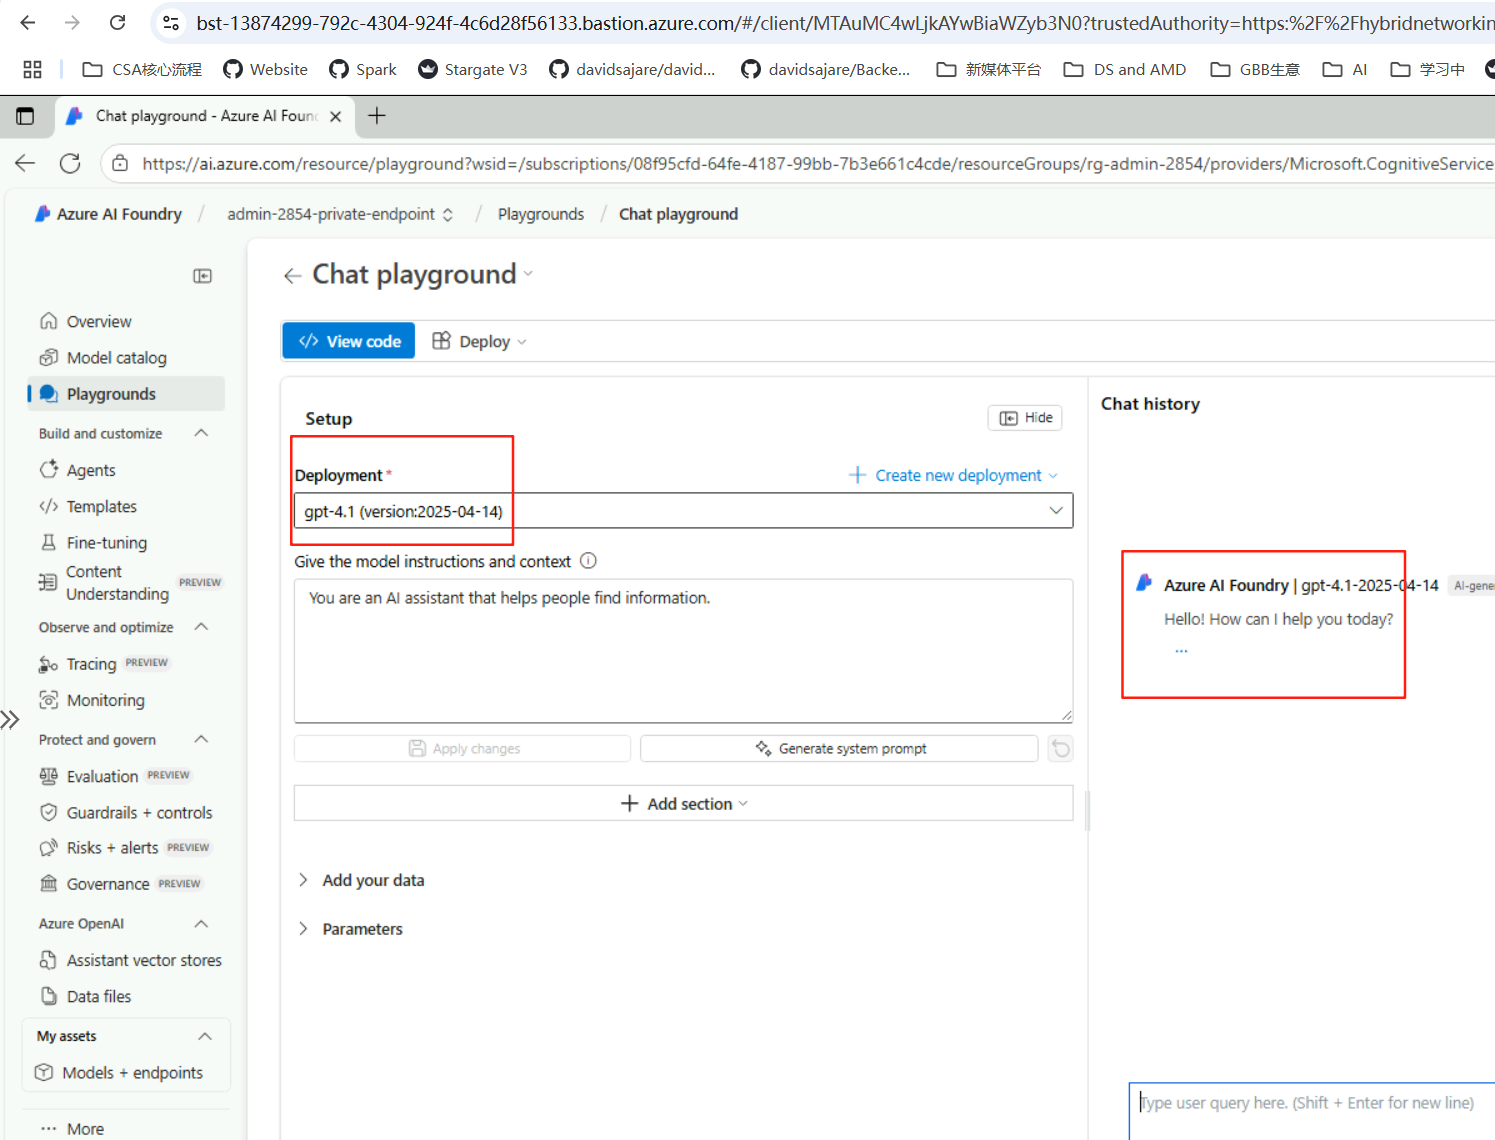 bst-13874299-792c-4304-924f-4c6d28f56133.bastion.azure.com/#/client/MTAuMC4wLjkAYwBiaWZyb3N0?trustedAuthority=https:%2F%2Fhybridnetworkin
CSA核心流程 Website Spark Stargate V3 davidsajare/david... davidsajare/Backe... 新媒体平台 DS and AMD GBB生意 AI 学习中
Chat playground - Azure AI Foun
https://ai.azure.com/resource/playground?wsid=/subscriptions/08f95cfd-64fe-4187-99bb-7b3e661c4cde/resourceGroups/rg-admin-2854/providers/Microsoft.CognitiveService
Azure AI Foundry / admin-2854-private-endpoint / Playgrounds / Chat playground
Chat playground
View code Deploy
Overview
Model catalog
Playgrounds
Build and customize
Agents
Templates
Fine-tuning
Content Understanding PREVIEW
Observe and optimize
Tracing PREVIEW
Monitoring
Protect and govern
Evaluation PREVIEW
Guardrails + controls
Risks + alerts PREVIEW
Governance PREVIEW
Azure OpenAI
Assistant vector stores
Data files
My assets
Models + endpoints
... More
Setup Hide
Deployment * Create new deployment
gpt-4.1 (version:2025-04-14)
Give the model instructions and context
You are an AI assistant that helps people find information.
Apply changes Generate system prompt
Add section
Add your data
Parameters
Chat history
Azure AI Foundry | gpt-4.1-2025-04-14 AI-gene
Hello! How can I help you today?
...
Type user query here. (Shift + Enter for new line)